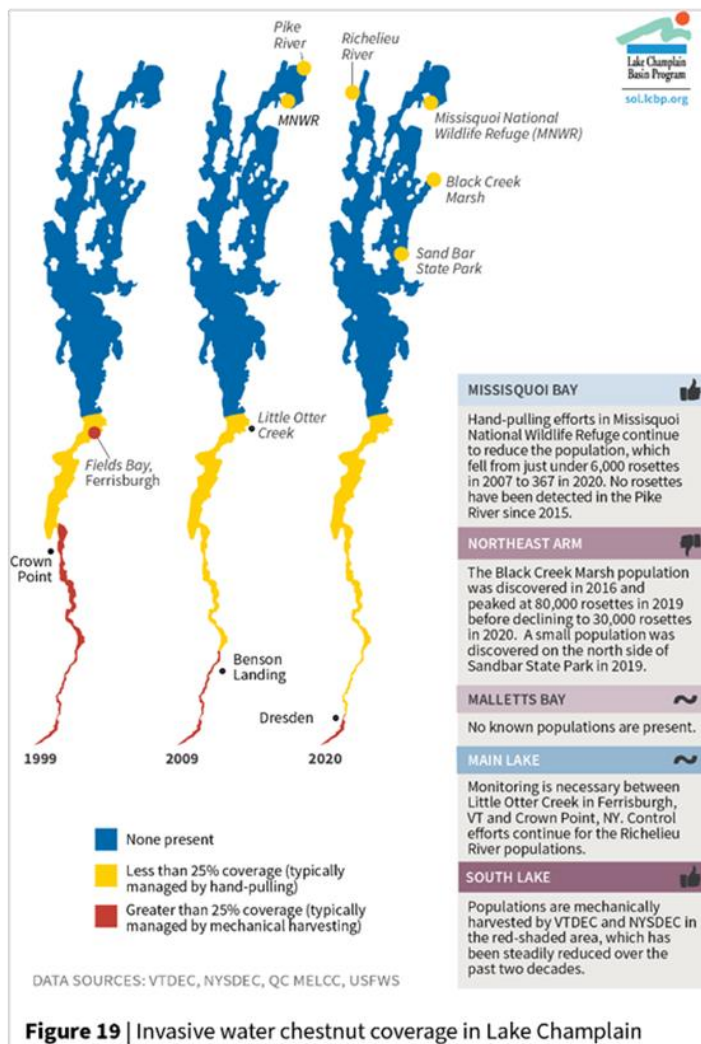 Pike
River
Richelieu
River
Lake Champlain
Basin Program
sol.lcbp.org
MNWR
Missisquoi National
Wildlife Refuge (MNWR)
Black Creek
Marsh
Sand Bar
State Park
Fields Bay,
Ferrisburgh
Little Otter
Creek
Crown
Point
Benson
Landing
Dresden
1999
2009
2020
None present
Less than 25% coverage (typically
managed by hand-pulling)
Greater than 25% coverage (typically
managed by mechanical harvesting)
DATA SOURCES: VTDEC, NYSDEC, QC MELCC, USFWS
MISSISQUOI BAY
Hand-pulling efforts in Missisquoi
National Wildlife Refuge continue
to reduce the population, which
fell from just under 6,000 rosettes
in 2007 to 367 in 2020. No rosettes
have been detected in the Pike
River since 2015.
NORTHEAST ARM
The Black Creek Marsh population
was discovered in 2016 and
peaked at 80,000 rosettes in 2019
before declining to 30,000 rosettes
in 2020. A small population was
discovered on the north side of
Sandbar State Park in 2019.
MALLETTS BAY
No known populations are present.
MAIN LAKE
Monitoring is necessary between
Little Otter Creek in Ferrisburgh,
VT and Crown Point, NY. Control
efforts continue for the Richelieu
River populations.
SOUTH LAKE
Populations are mechanically
harvested by VTDEC and NYSDEC in
the red-shaded area, which has
been steadily reduced over the
past two decades.
Figure 19 | Invasive water chestnut coverage in Lake Champlain